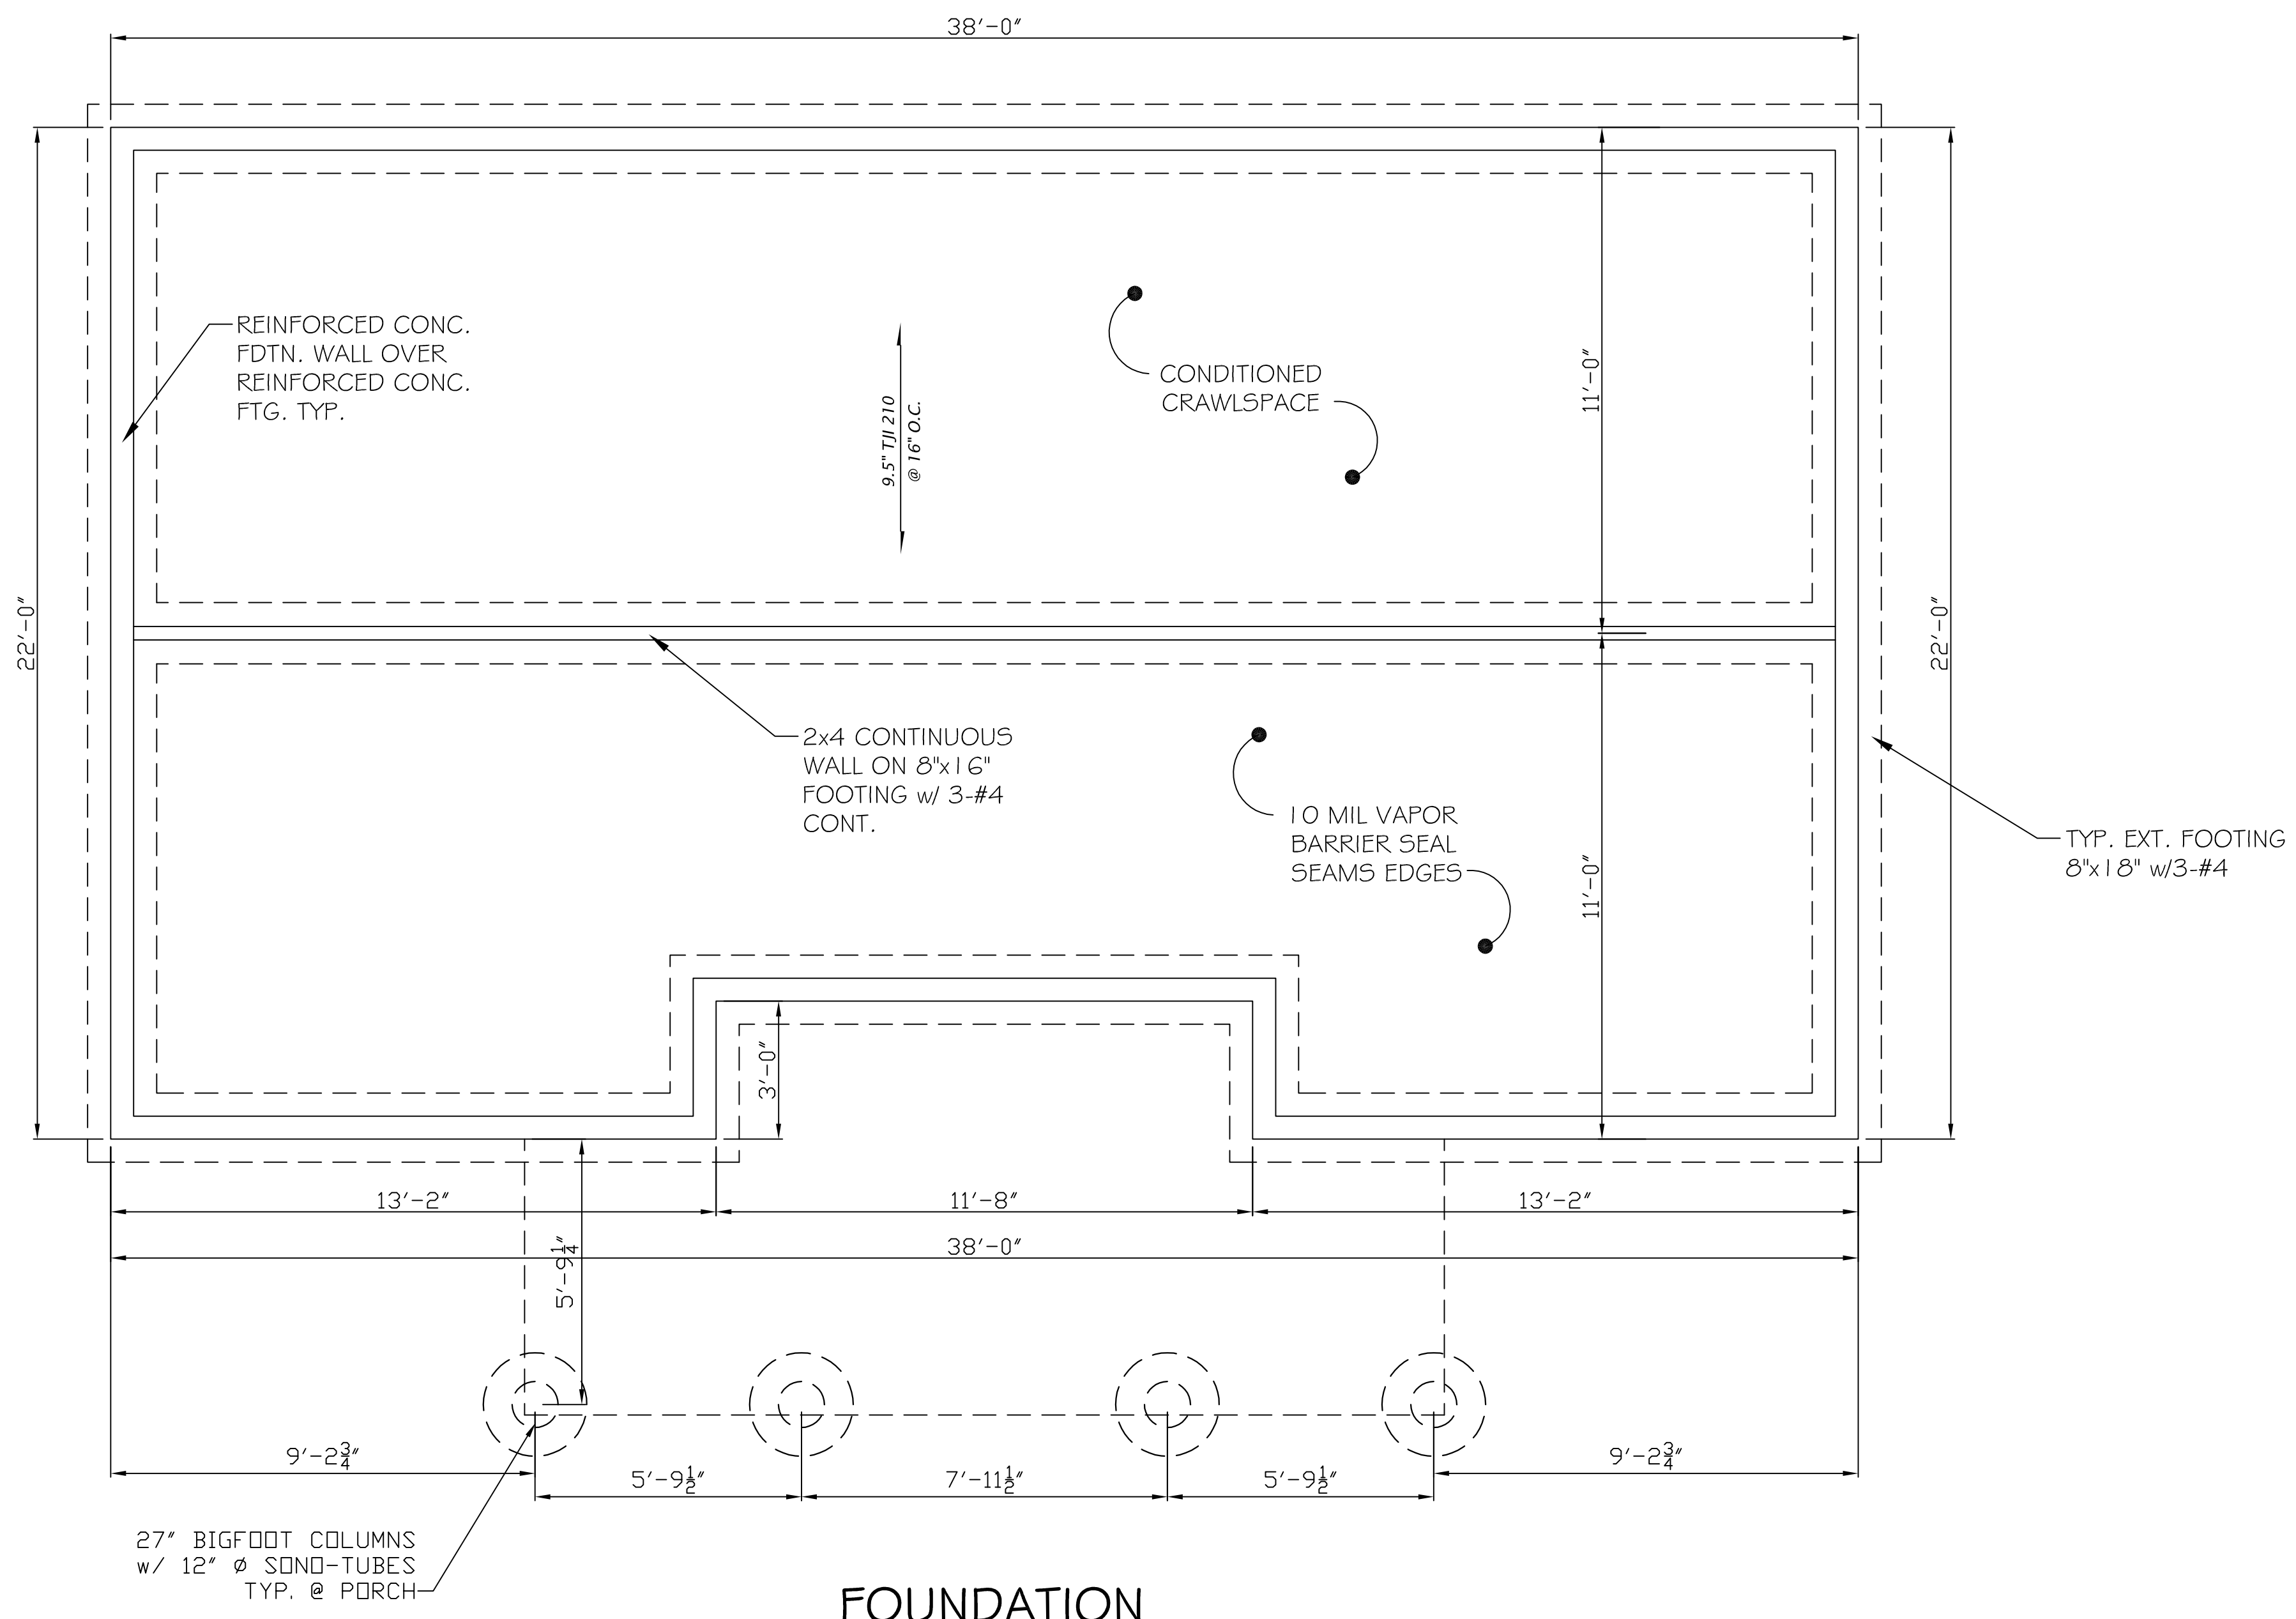 38'-0"
REINFORCED CONC.
FDTN. WALL OVER
REINFORCED CONC.
FTG. TYP.
9.5" TJI 210
@ 16" O.C.
CONDITIONED
CRAWLSPACE
11'-0"
22'-0"
22'-0"
2x4 CONTINUOUS
WALL ON 8"x16"
FOOTING w/ 3-#4
CONT.
10 MIL VAPOR
BARRIER SEAL
SEAMS EDGES
11'-0"
TYP. EXT. FOOTING
8"x18" w/3-#4
3'-0"
13'-2"
11'-8"
13'-2"
38'-0"
5'-9¼"
9'-2¾"
5'-9½"
7'-11½"
5'-9½"
9'-2¾"
27" BIGFOOT COLUMNS
w/ 12" Ø SONO-TUBES
TYP. @ PORCH
FOUNDATION